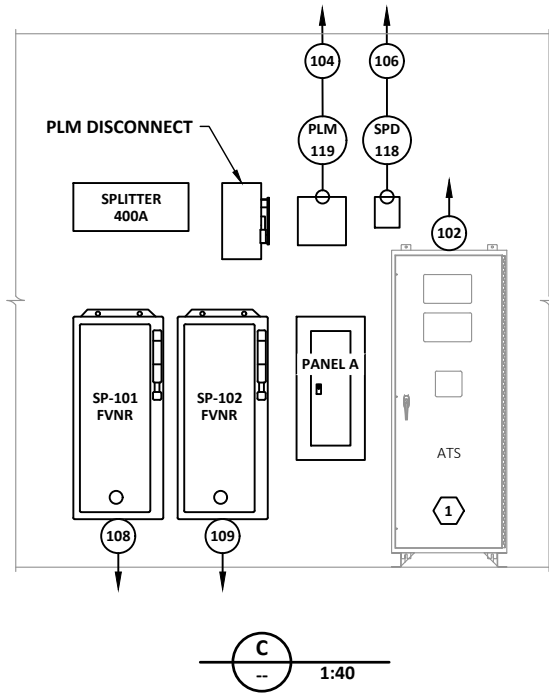 104
106
PLM DISCONNECT
PLM
119
SPD
118
SPLITTER
400A
102
PANEL A
SP-101
FVNR
SP-102
FVNR
ATS
1
108
109
C
--
1:40